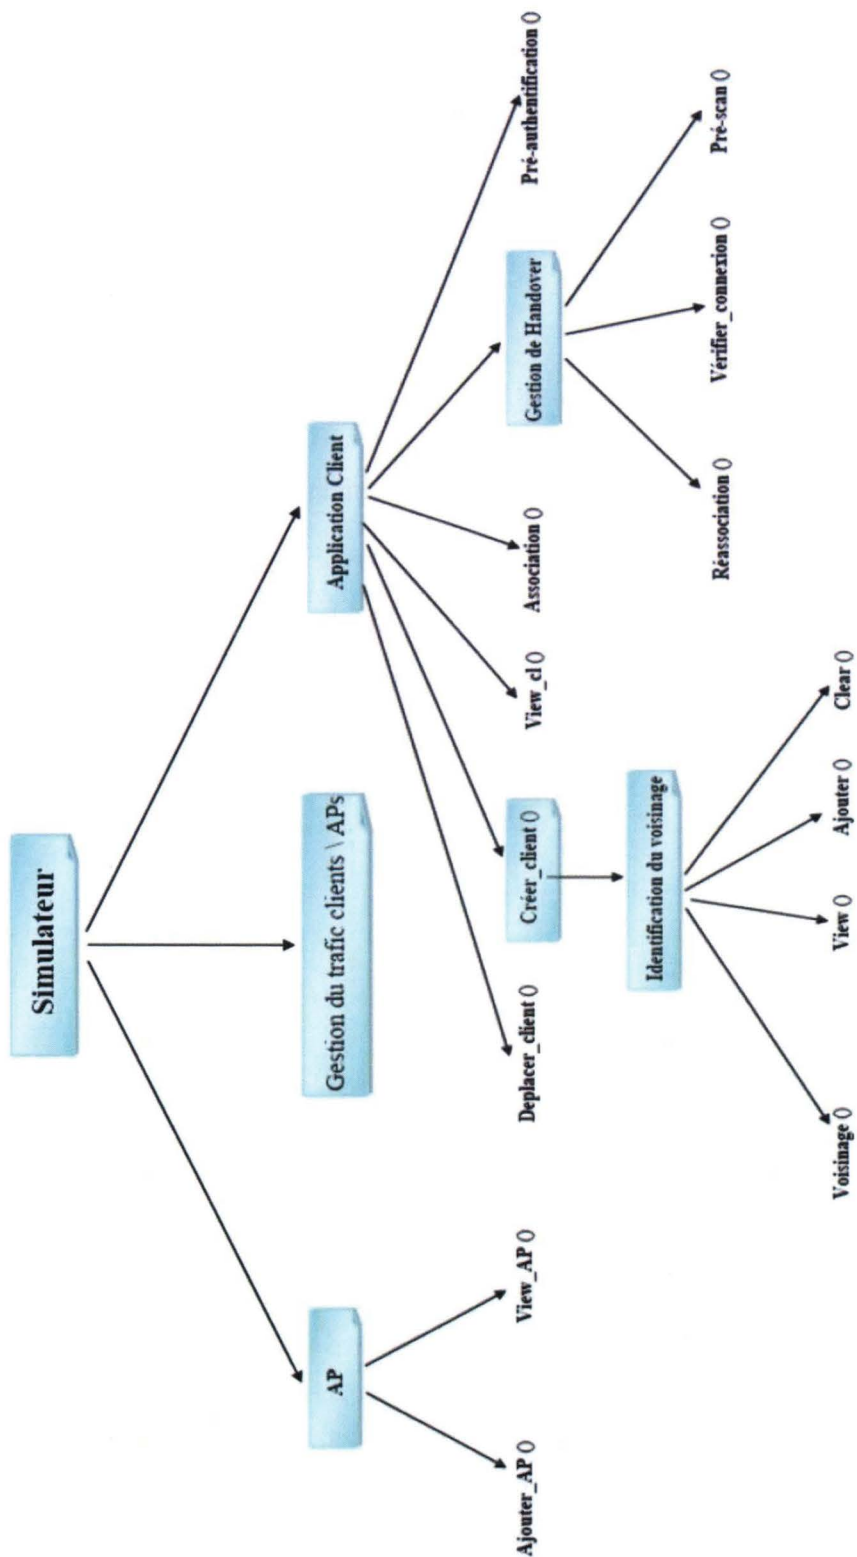 Simulateur
AP
Gestion du trafic clients \ APs
Application Client
Ajouter_AP ()
View_AP ()
Deplacer_client ()
Créer_client ()
View_cl ()
Association ()
Gestion de Handover
Pré-authentification ()
Identification du voisinage
Réassociation ()
Vérifier_connexion ()
Pré-scan ()
Voisinage ()
View ()
Ajouter ()
Clear ()